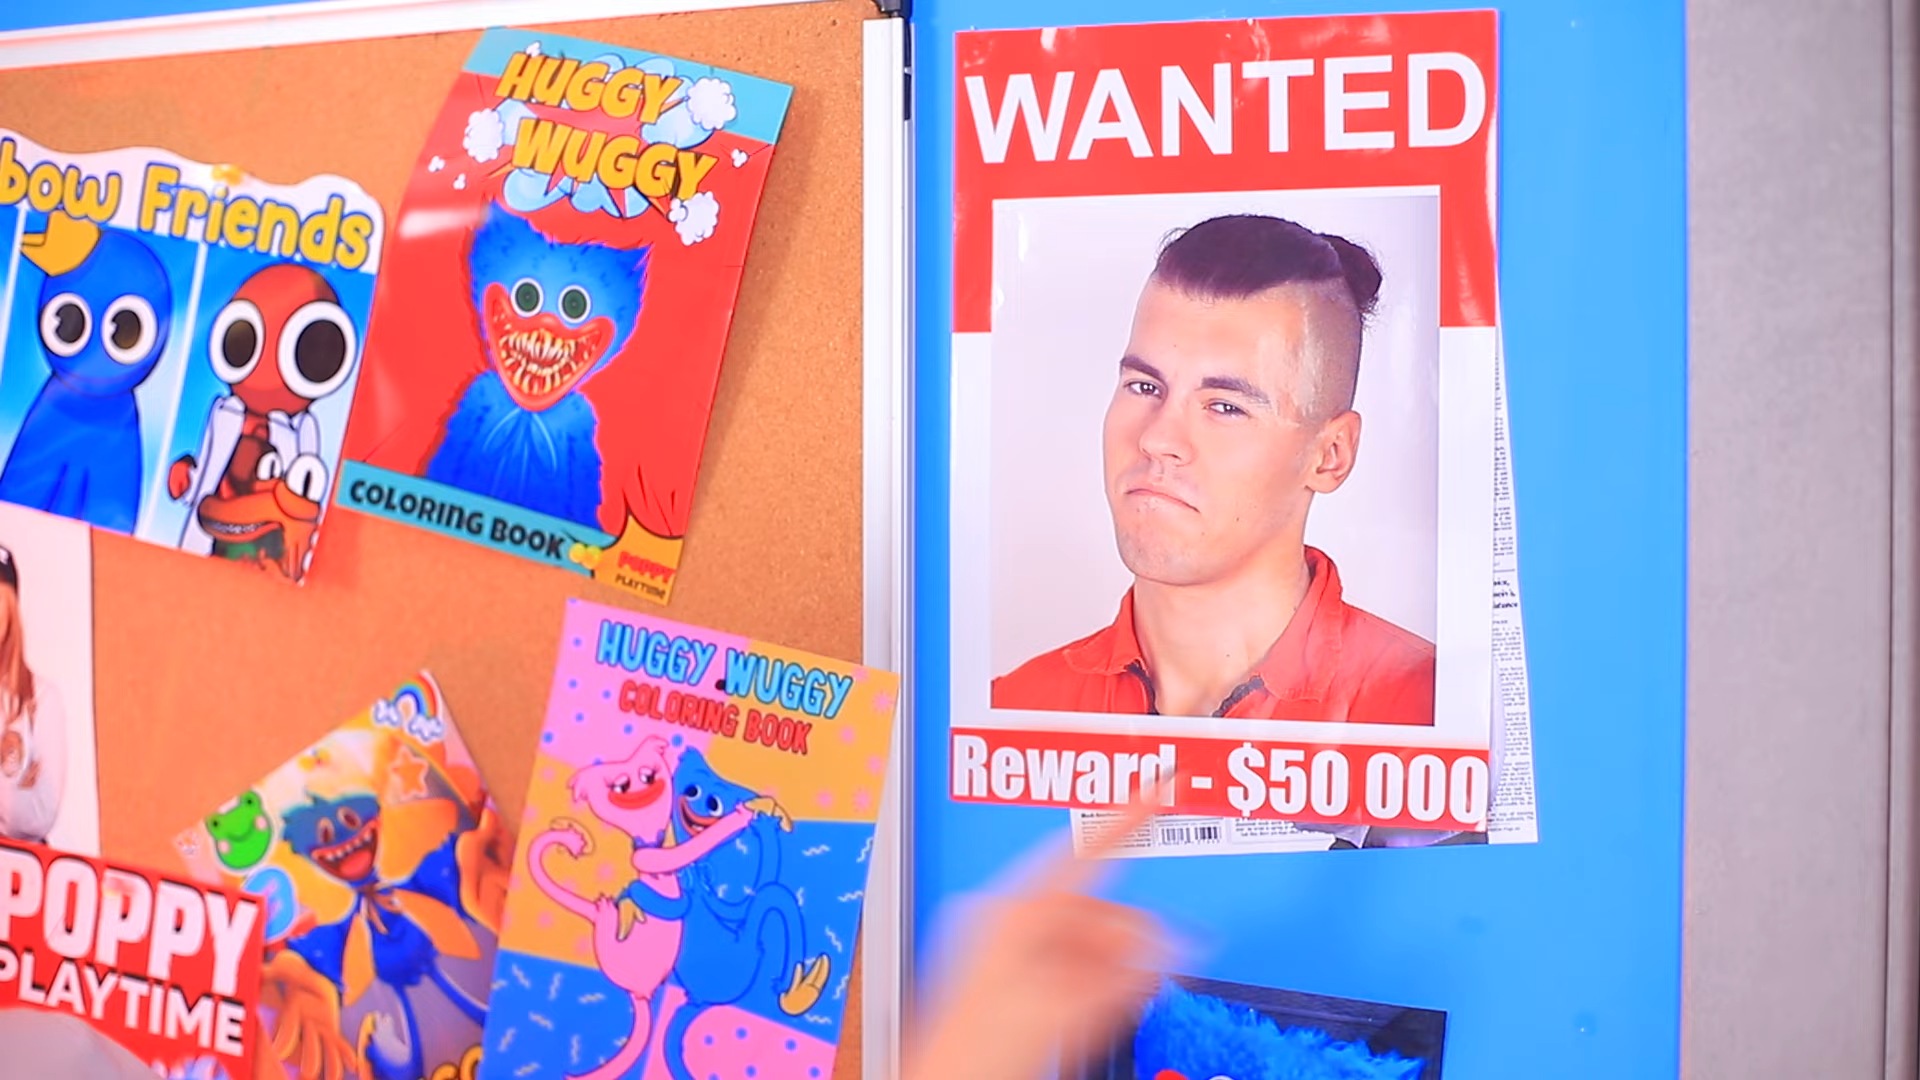 bow Friends
HUGGY
WUGGY
COLORING BOOK
POPPY
PLAYTIME
HUGGY WUGGY
COLORING BOOK
POPPY
PLAYTIME
WANTED
Reward - $50 000